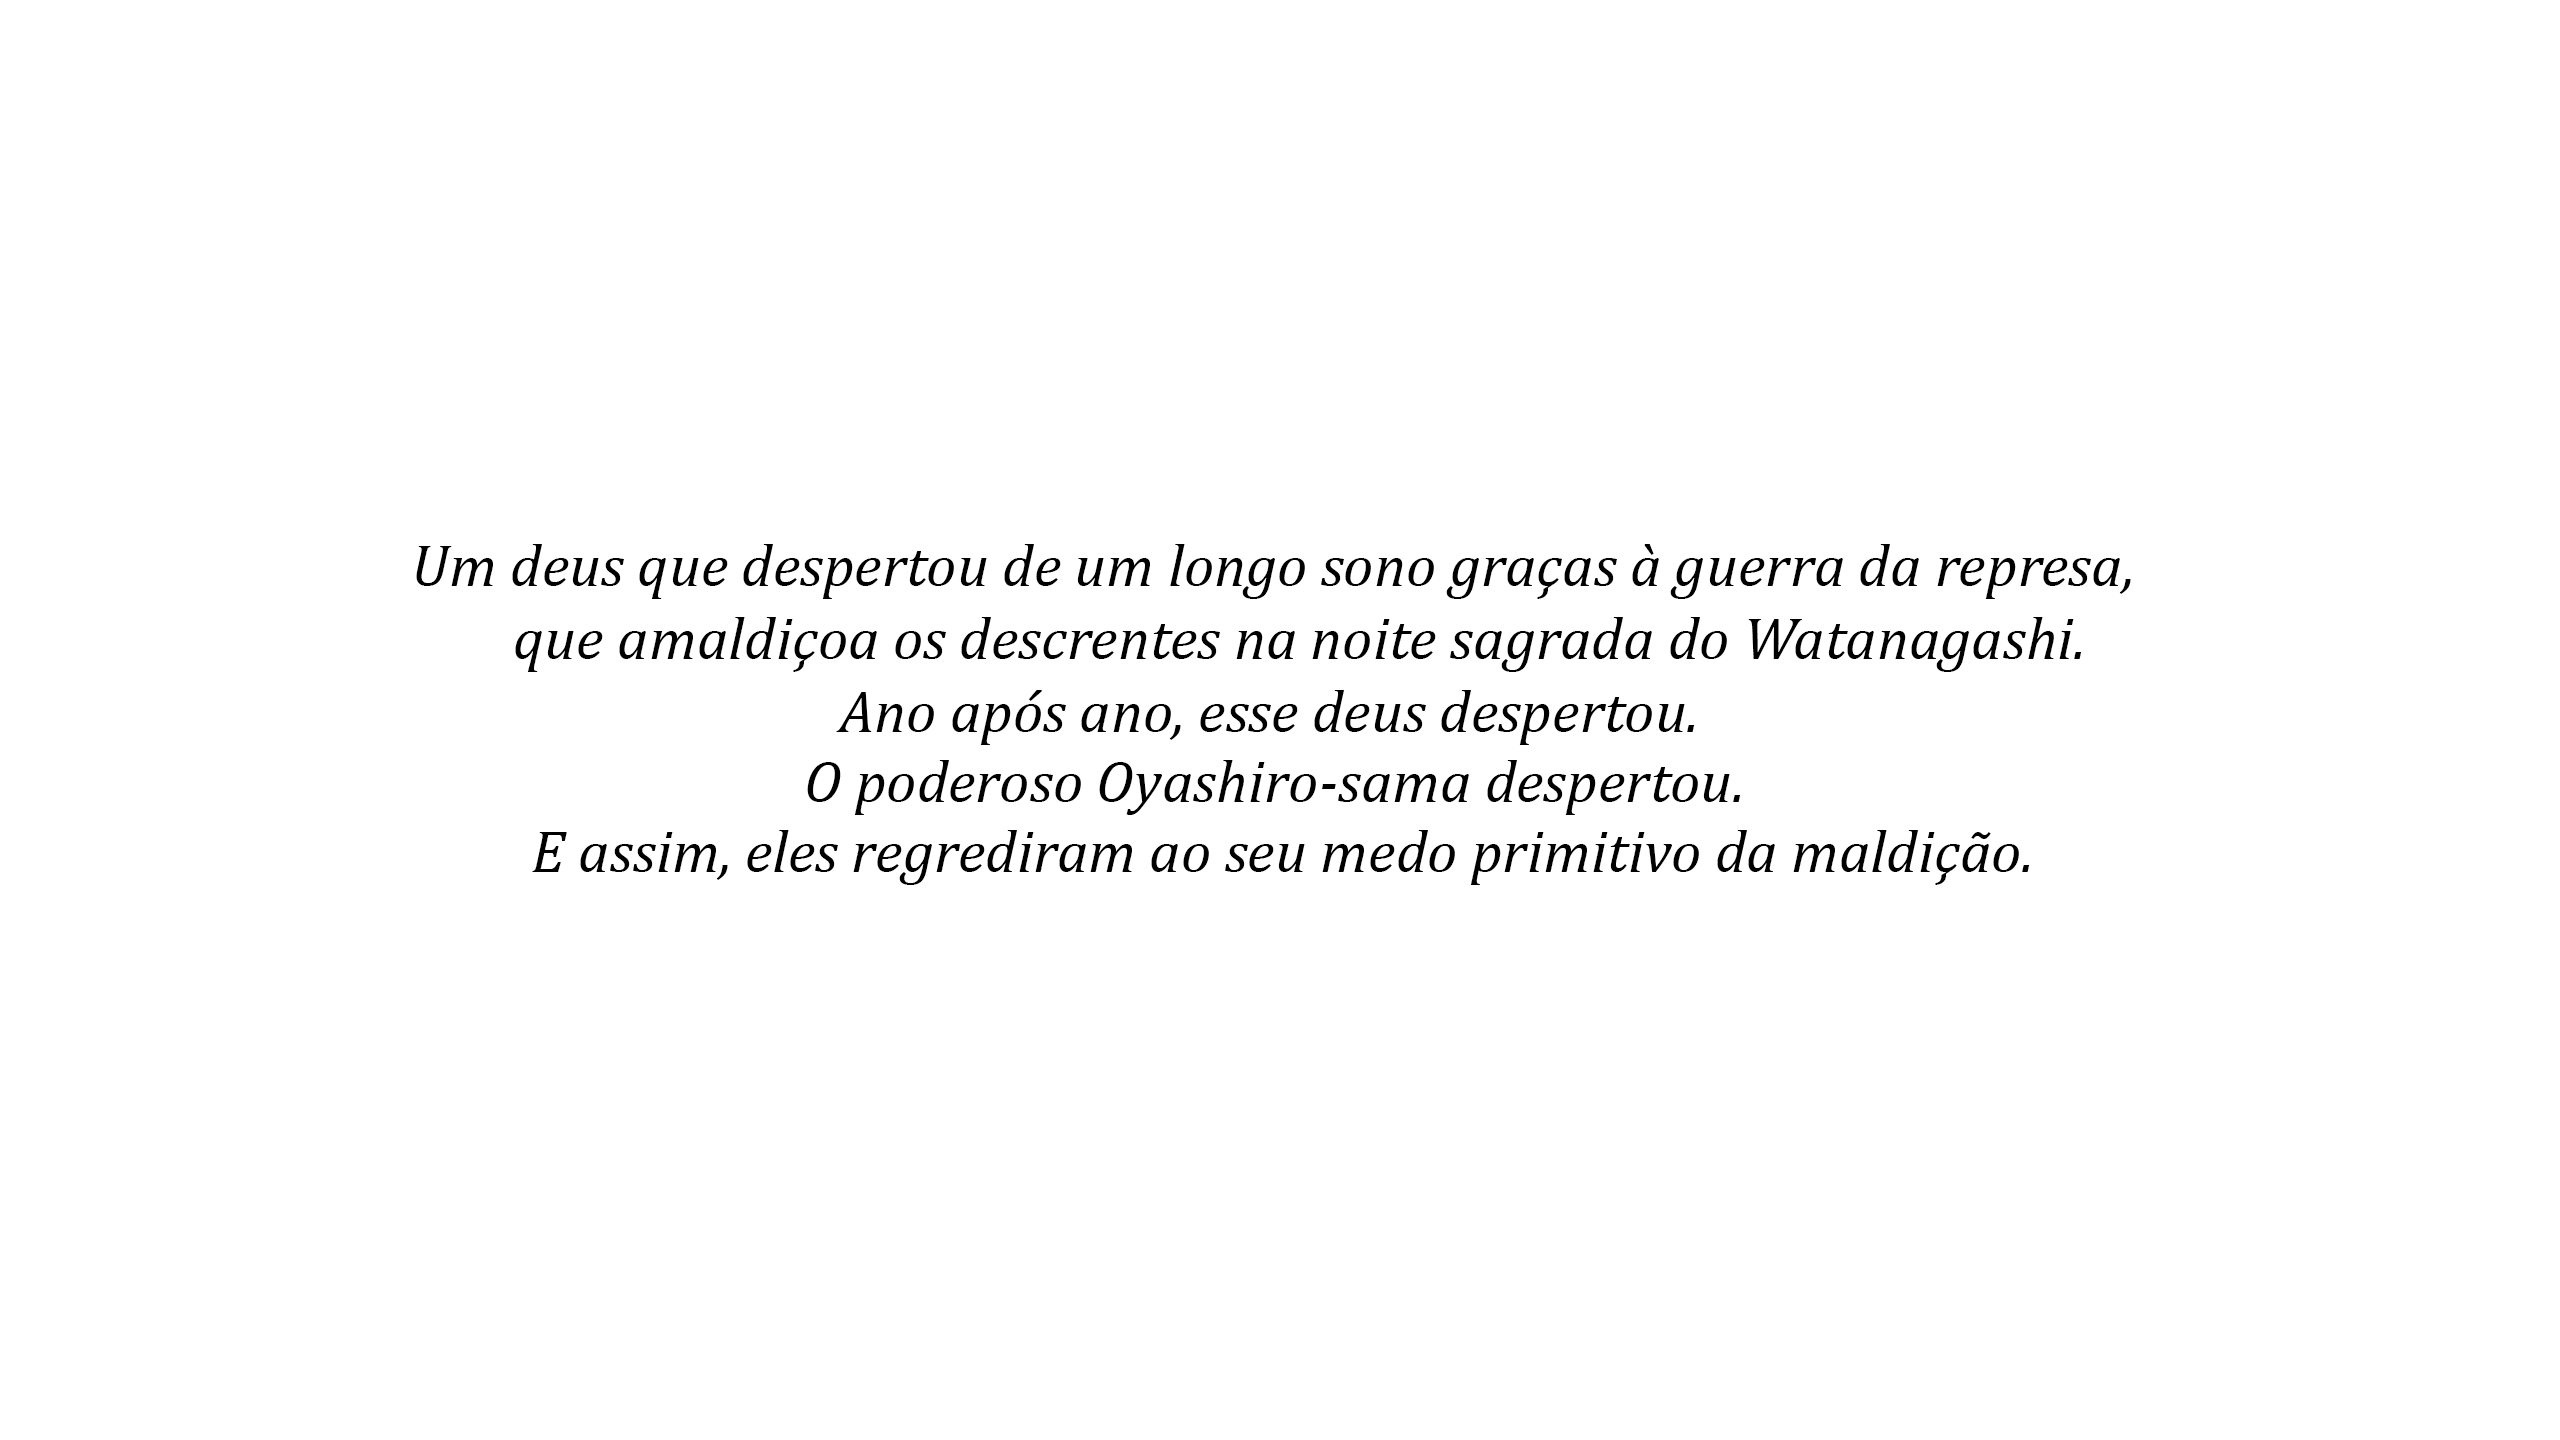 Um deus que despertou de um longo sono graças à guerra da represa,
que amaldiçoa os descrentes na noite sagrada do Watanagashi.
Ano após ano, esse deus despertou.
O poderoso Oyashiro-sama despertou.
E assim, eles regrediram ao seu medo primitivo da maldição.